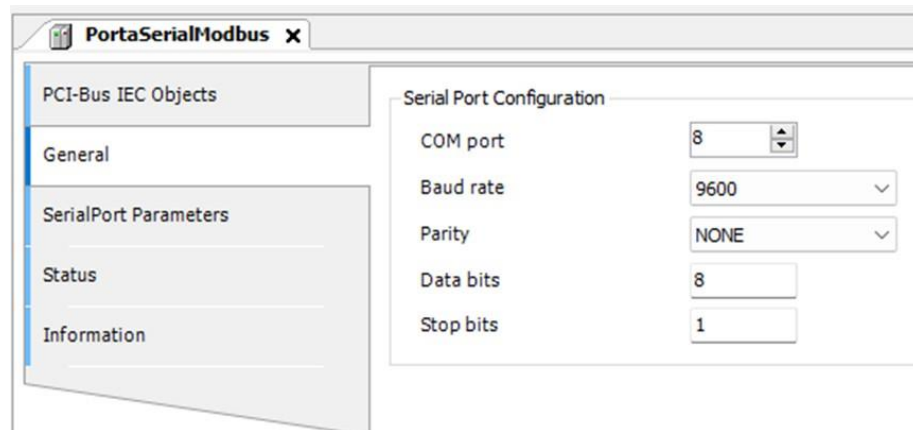 PortaSerialModbus X
PCI-Bus IEC Objects
General
SerialPort Parameters
Status
Information
Serial Port Configuration
COM port 8
Baud rate 9600
Parity NONE
Data bits 8
Stop bits 1